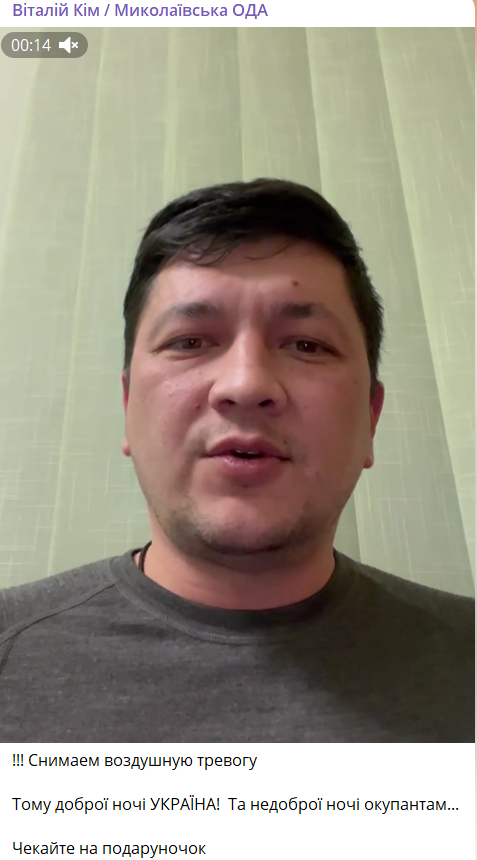 Віталій Кім / Миколаївська ОДА
00:14
!!! Снимаем воздушную тревогу
Тому доброї ночі УКРАЇНА!  Та недоброї ночі окупантам...
Чекайте на подаруночок